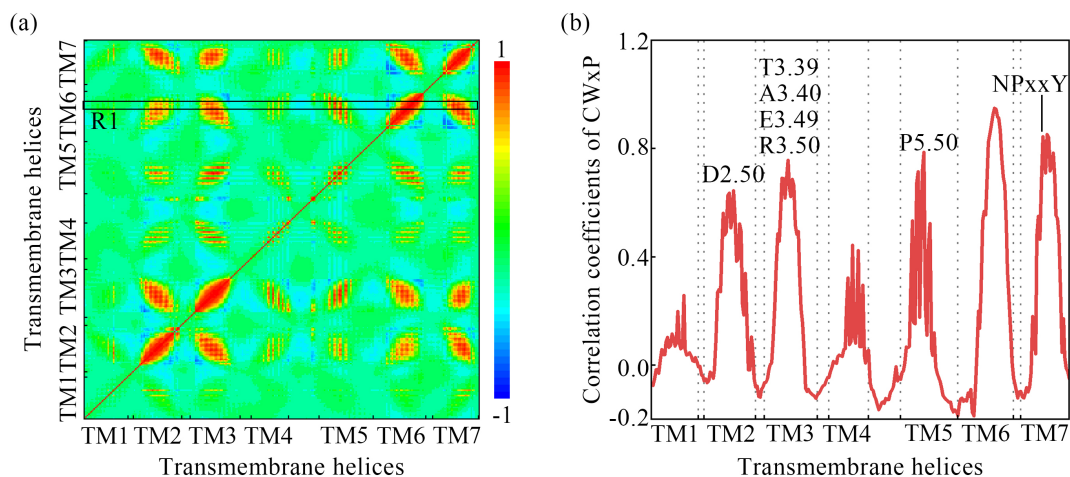 (a)
Transmembrane helices
TM1 TM2 TM3 TM4 TM5 TM6 TM7
R1
1
-1
TM1 TM2 TM3 TM4 TM5 TM6 TM7
Transmembrane helices
(b)
Correlation coefficients of CWxP
1.2
0.8
0.4
0.0
-0.2
D2.50
T3.39
A3.40
E3.49
R3.50
P5.50
NPxxY
TM1 TM2 TM3 TM4 TM5 TM6 TM7
Transmembrane helices